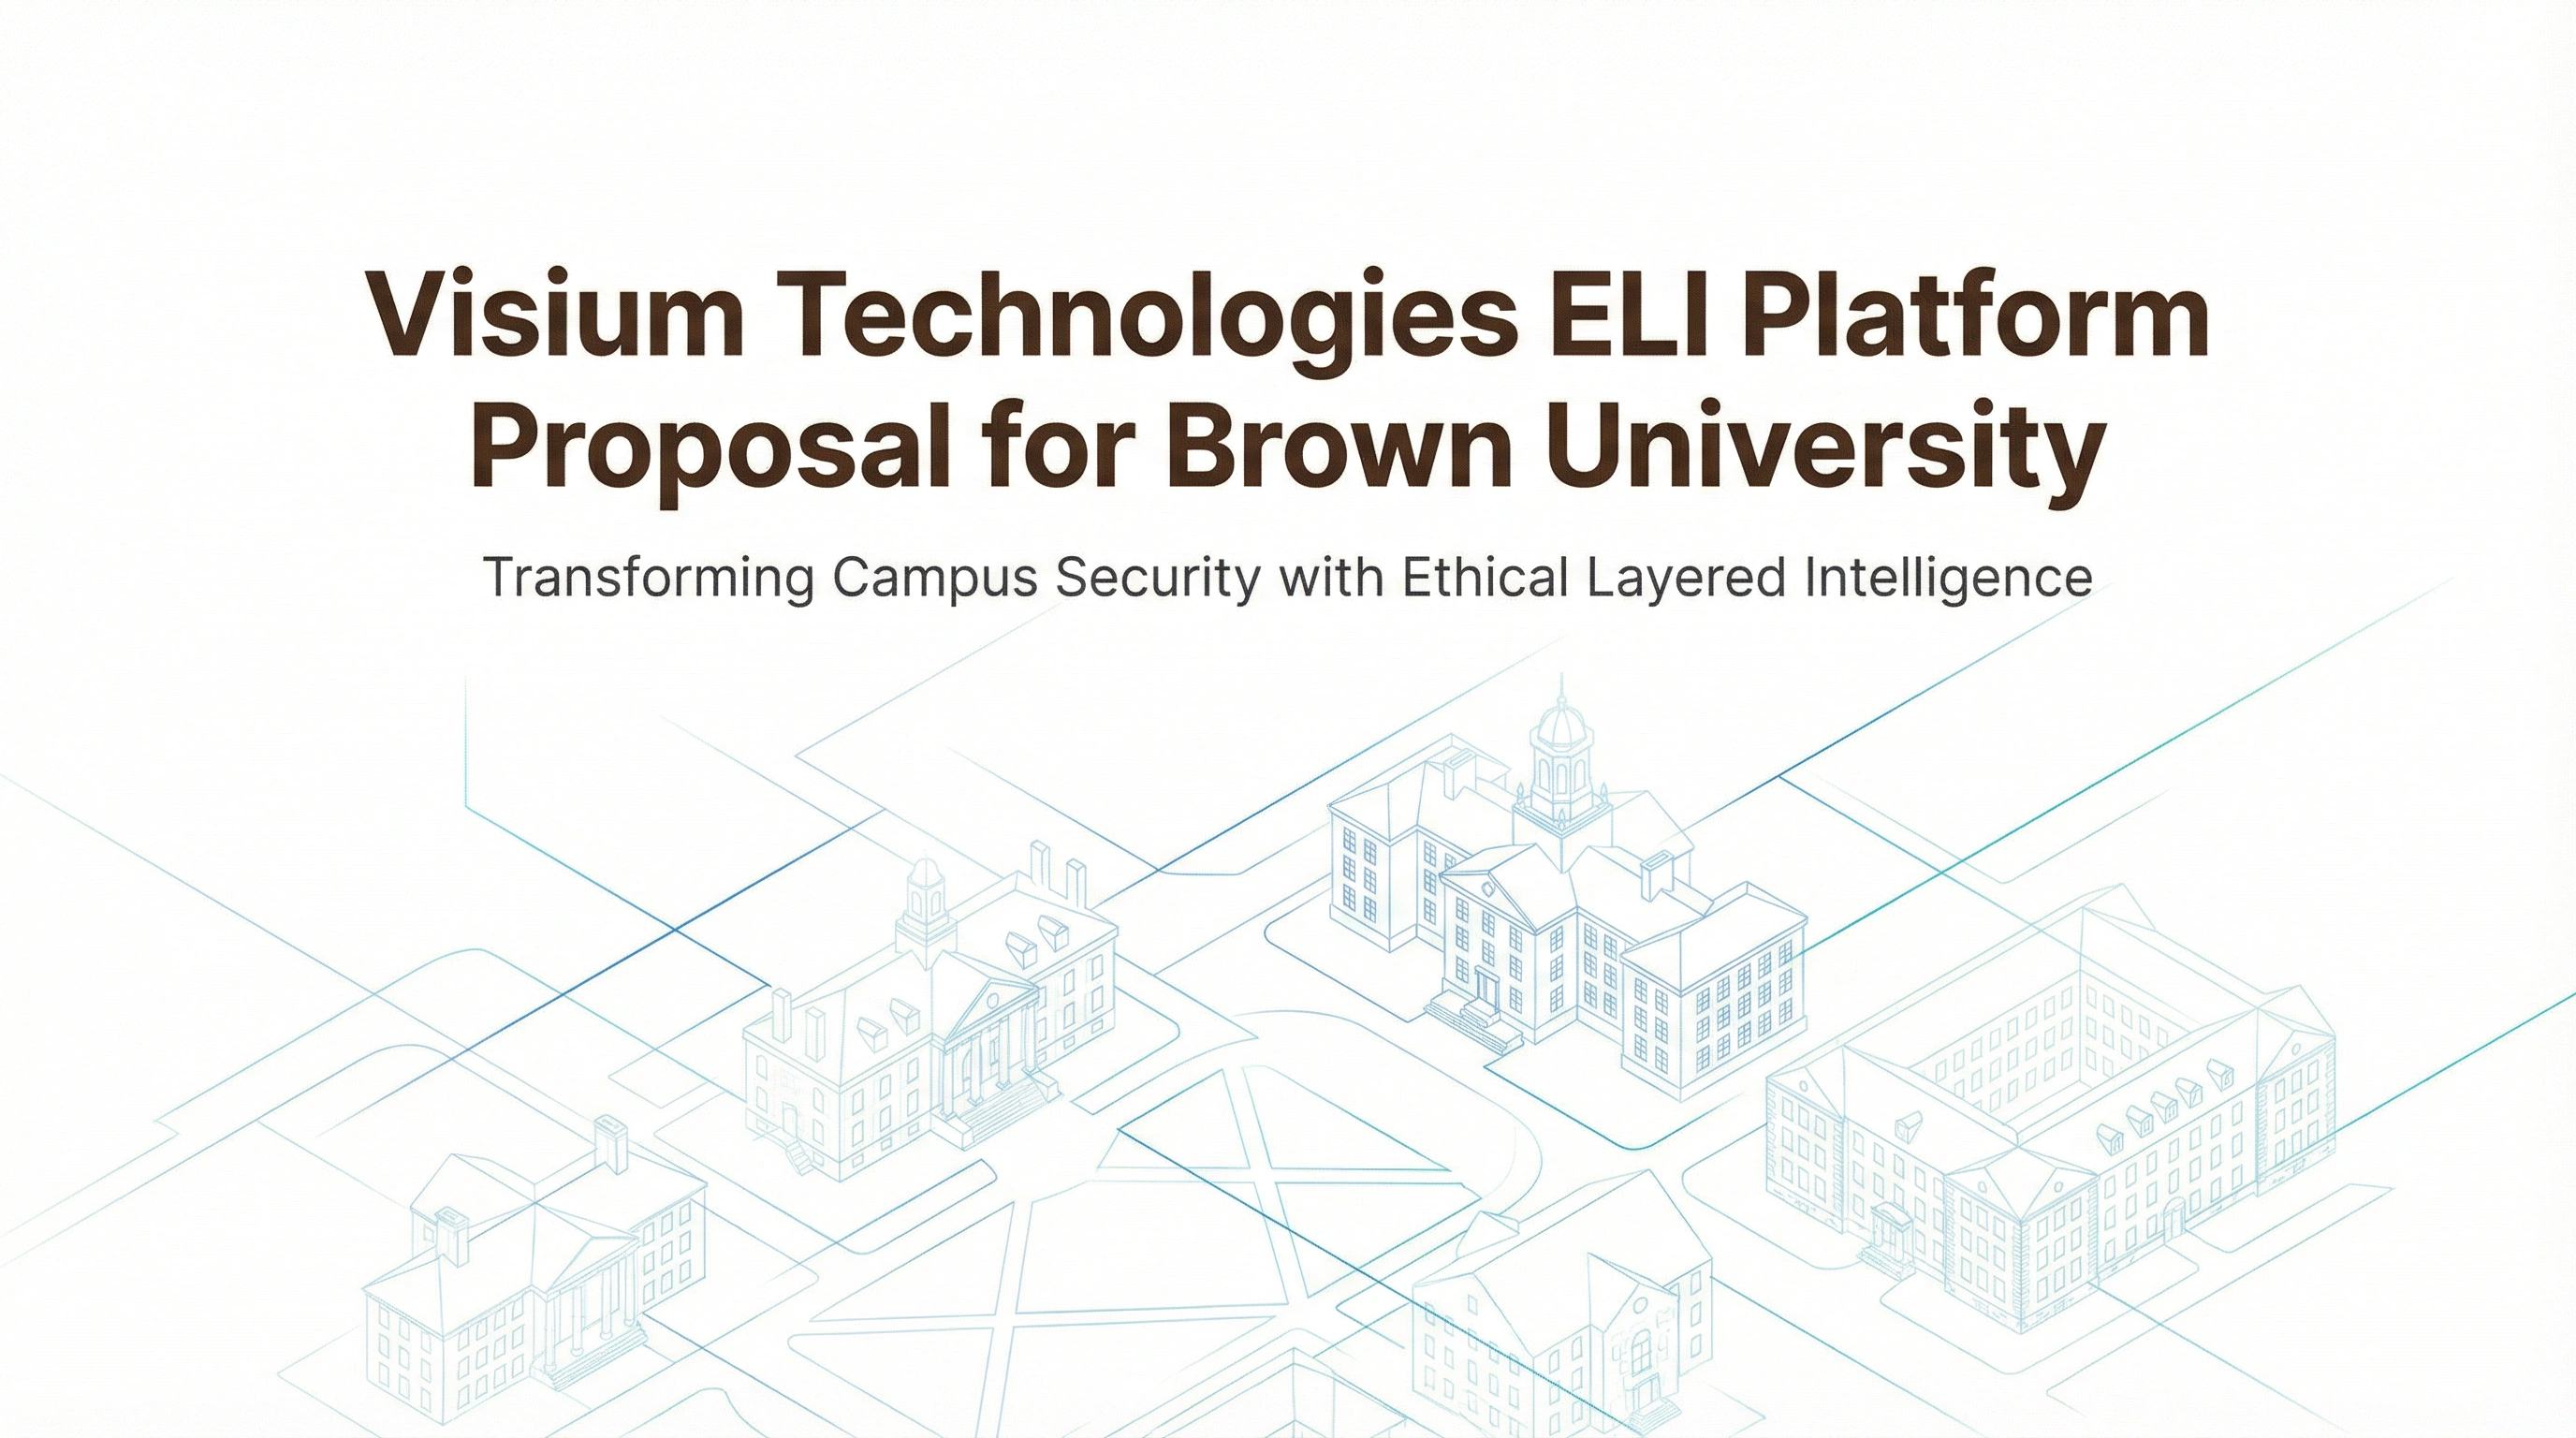 Visium Technologies ELI Platform
Proposal for Brown University
Transforming Campus Security with Ethical Layered Intelligence